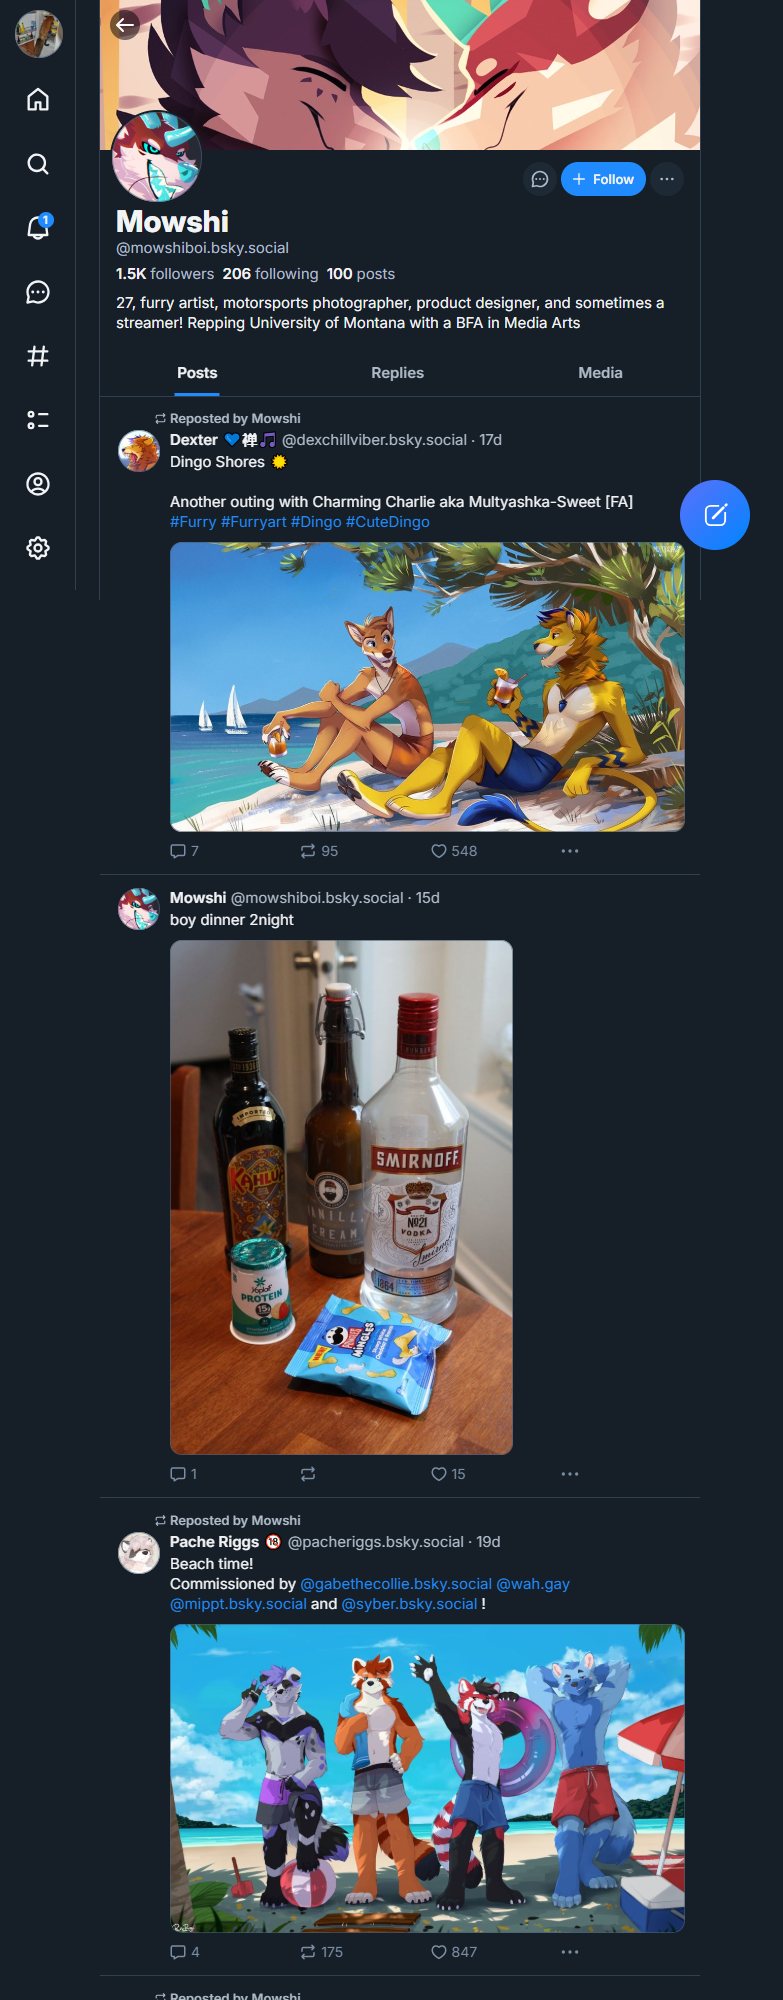 1
Follow
Mowshi
@mowshiboi.bsky.social
1.5K followers 206 following 100 posts
27, furry artist, motorsports photographer, product designer, and sometimes a
streamer! Repping University of Montana with a BFA in Media Arts
Posts Replies Media
Reposted by Mowshi
Dexter 💙禅🎵 @dexchillviber.bsky.social · 17d
Dingo Shores
Another outing with Charming Charlie aka Multyashka-Sweet [FA]
#Furry #Furryart #Dingo #CuteDingo
7 95 548
Mowshi @mowshiboi.bsky.social · 15d
boy dinner 2night
IMPORTED
KAHLÚA
VANILLA
CREAM
SMIRNOFF
No21
VODKA
Smirnoff
1864
Yoplait
PROTEIN
15g
NEW
Pringles
MINGLES
1 15
Reposted by Mowshi
Pache Riggs 🔞 @pacheriggs.bsky.social · 19d
Beach time!
Commissioned by @gabethecollie.bsky.social @wah.gay
@mippt.bsky.social and @syber.bsky.social !
4 175 847
Reposted by Mowshi